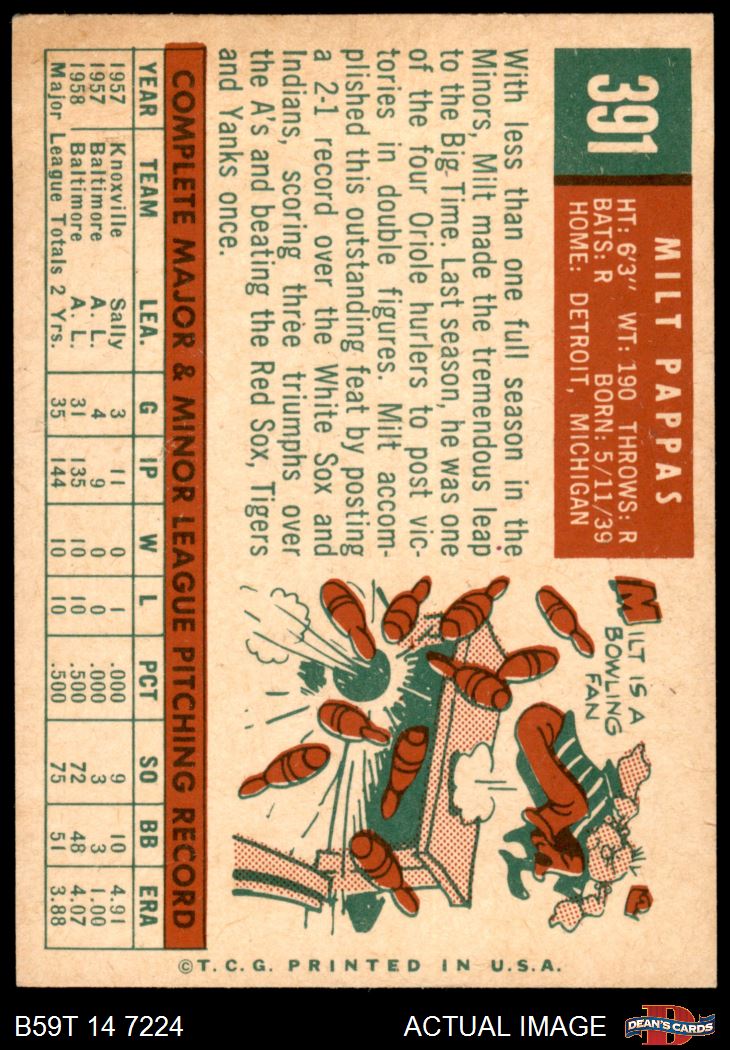 391
MILT PAPPAS
HT: 6'3" WT: 190 THROWS: R
BATS: R BORN: 5/11/39
HOME: DETROIT, MICHIGAN
With less than one full season in the
Minors, Milt made the tremendous leap
to the Big Time. Last season, he was one
of the four Oriole hurlers to post vic-
tories in double figures. Milt accom-
plished this outstanding feat by posting
a 2-1 record over the White Sox and
Indians, scoring three triumphs over
the A's and beating the Red Sox, Tigers
and Yanks once.
MILT IS A
BOWLING
FAN
COMPLETE MAJOR & MINOR LEAGUE PITCHING RECORD
YEAR TEAM LEA. G IP W L PCT SO BB ERA
1957 Knoxville Sally 3 11 0 1 .000 9 10 4.91
1957 Baltimore A. L. 4 9 0 0 .000 3 3 1.00
1958 Baltimore A. L. 31 135 10 10 .500 72 48 4.07
Major League Totals 2 Yrs. 35 144 10 10 .500 75 51 3.88
©T.C.G. PRINTED IN U.S.A.
B59T 14 7224
ACTUAL IMAGE
DEAN'S CARDS